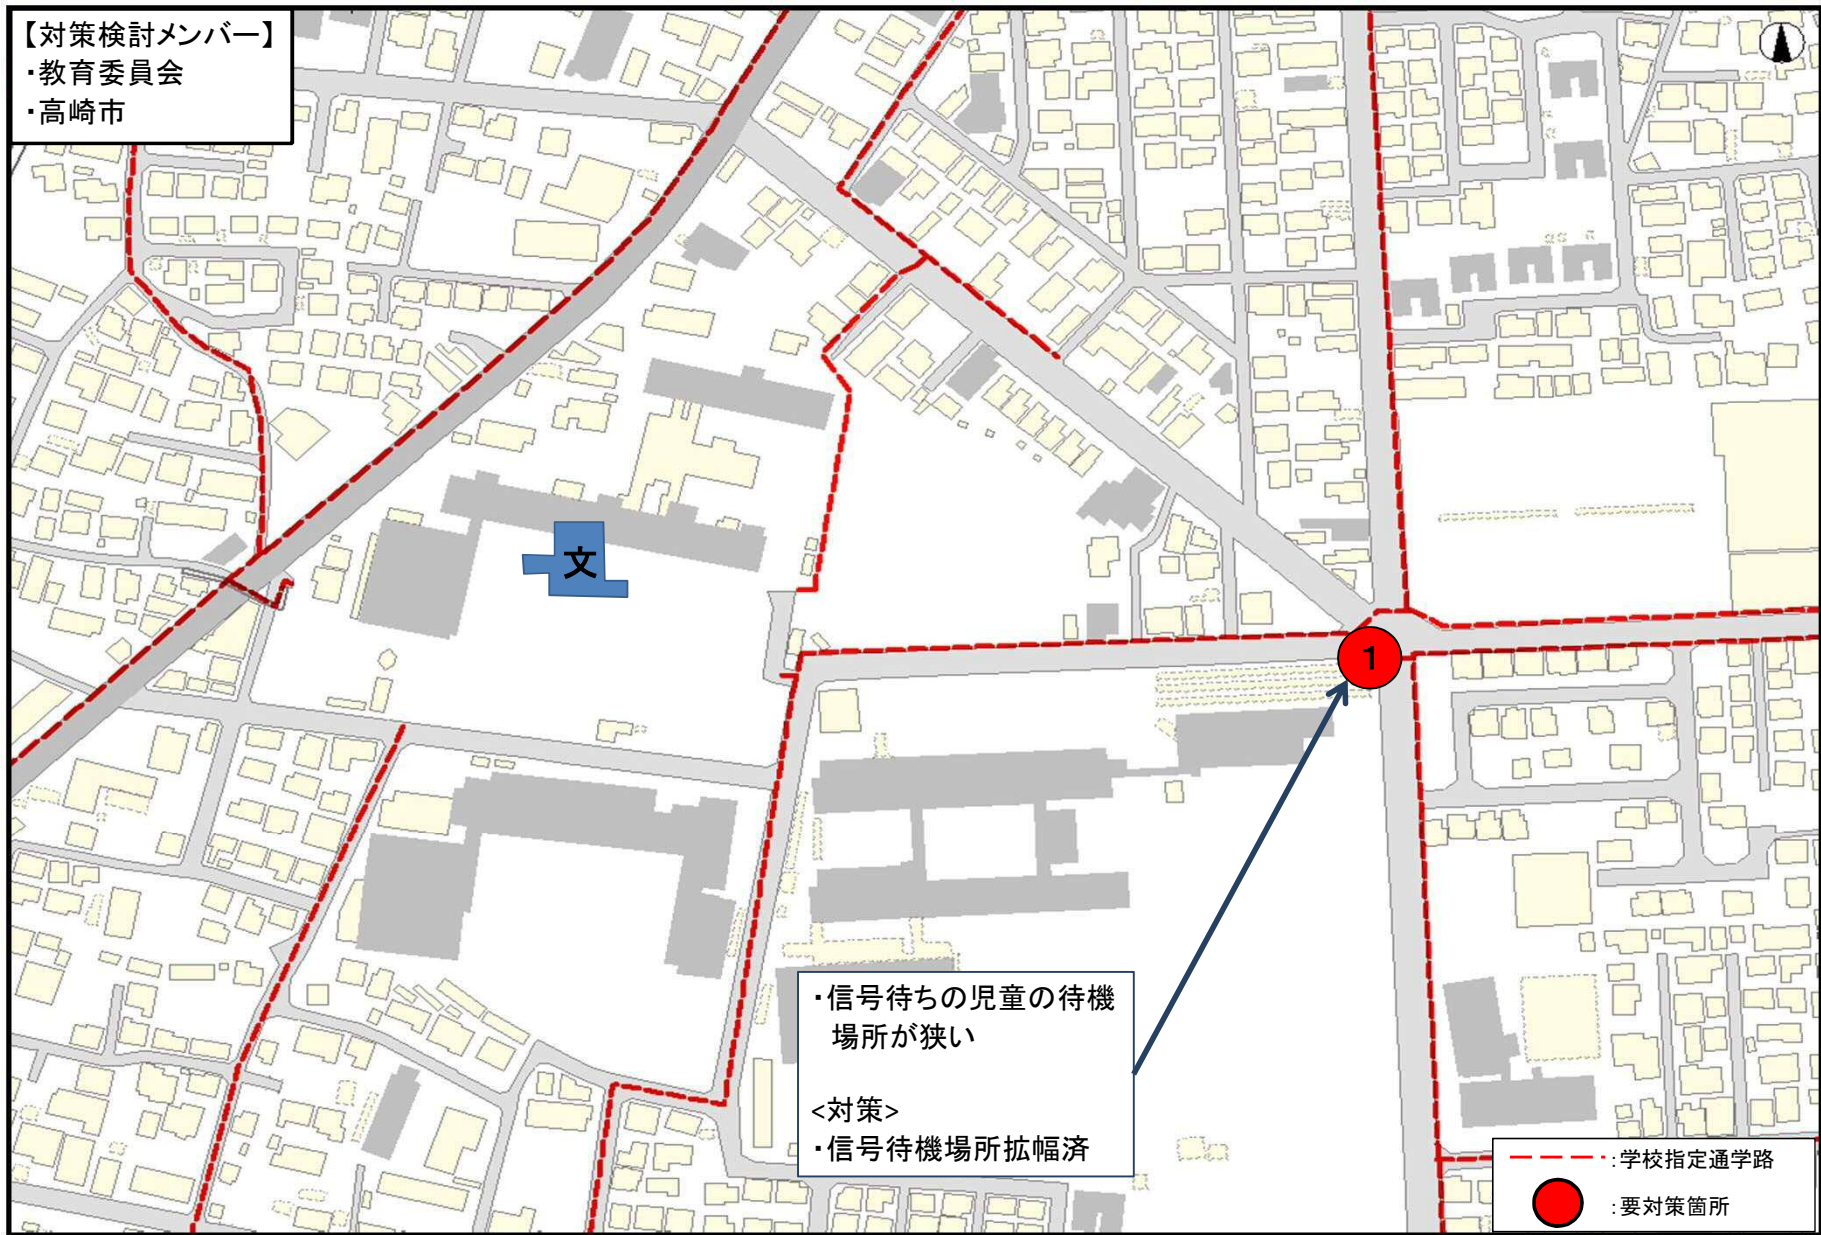 【対策検討メンバー】
・教育委員会
・高崎市
文
1
・信号待ちの児童の待機
場所が狭い
<対策>
・信号待機場所拡幅済
:学校指定通学路
:要対策箇所